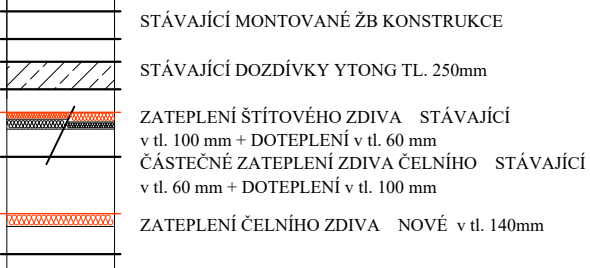 STÁVAJÍCÍ MONTOVANÉ ŽB KONSTRUKCE
STÁVAJÍCÍ DOZDÍVKY YTONG TL. 250mm
ZATEPLENÍ ŠTÍTOVÉHO ZDIVA STÁVAJÍCÍ
v tl. 100 mm + DOTEPLENÍ v tl. 60 mm
ČÁSTEČNÉ ZATEPLENÍ ZDIVA ČELNÍHO STÁVAJÍCÍ
v tl. 60 mm + DOTEPLENÍ v tl. 100 mm
ZATEPLENÍ ČELNÍHO ZDIVA NOVÉ v tl. 140mm